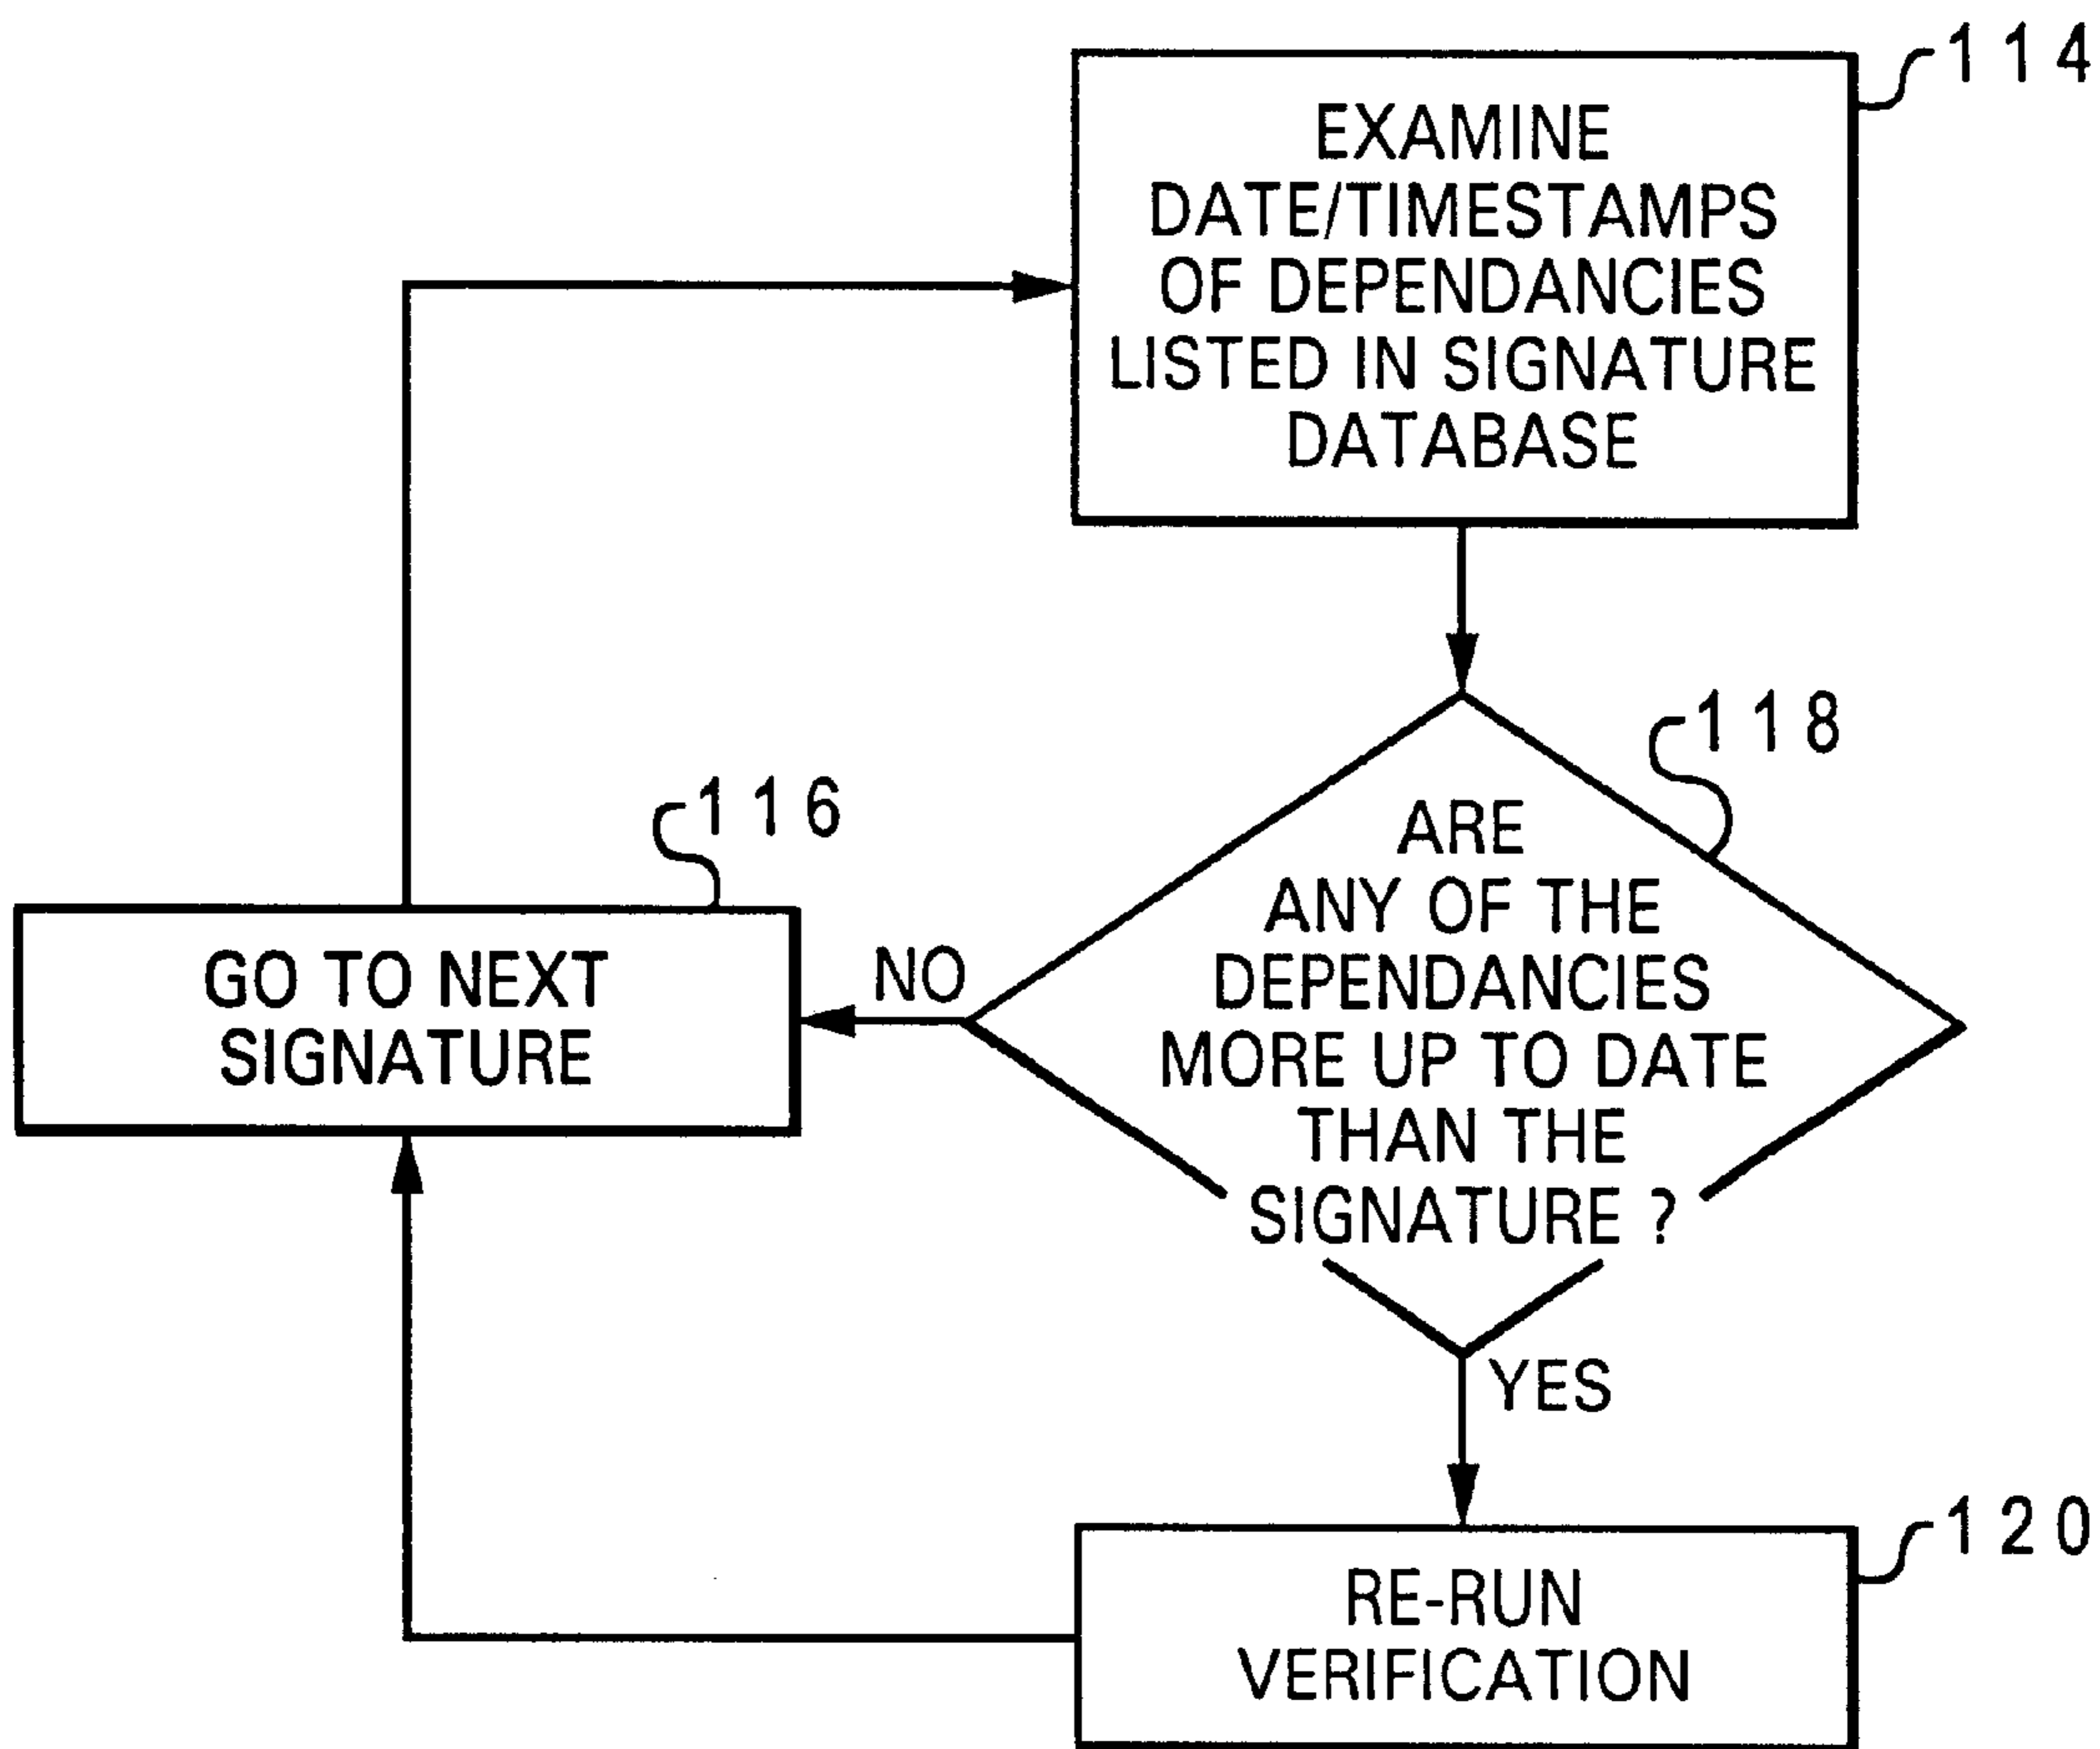 114
EXAMINE
DATE/TIMESTAMPS
OF DEPENDANCIES
LISTED IN SIGNATURE
DATABASE
118
ARE
ANY OF THE
DEPENDANCIES
MORE UP TO DATE
THAN THE
SIGNATURE ?
116
GO TO NEXT
SIGNATURE
NO
YES
120
RE-RUN
VERIFICATION